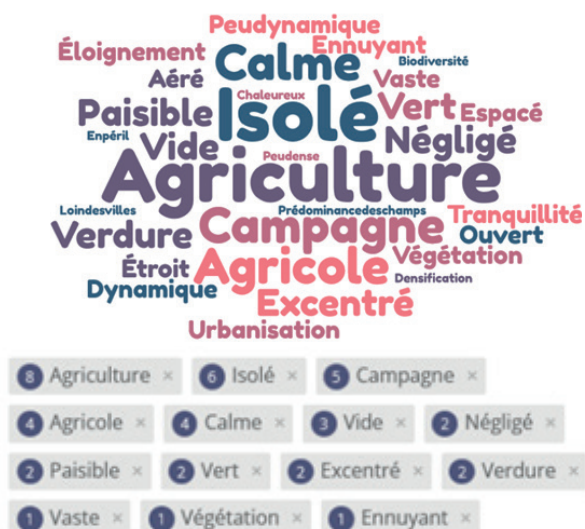 Peudynamique
Éloignement Ennuyant
Calme Biodiversité
Aéré Chaleureux Vaste
Paisible Isolé Vert Espacé
Enpéril Vide Négligé
Peudense
Agriculture
Loindesvilles Prédominancedeschamps Tranquillité
Verdure Campagne Ouvert
Étroit Agricole Végétation
Dynamique Densification
Excentré
Urbanisation
8 Agriculture × 6 Isolé × 5 Campagne ×
4 Agricole × 4 Calme × 3 Vide × 2 Négligé ×
2 Paisible × 2 Vert × 2 Excentré × 2 Verdure ×
1 Vaste × 1 Végétation × 1 Ennuyant ×